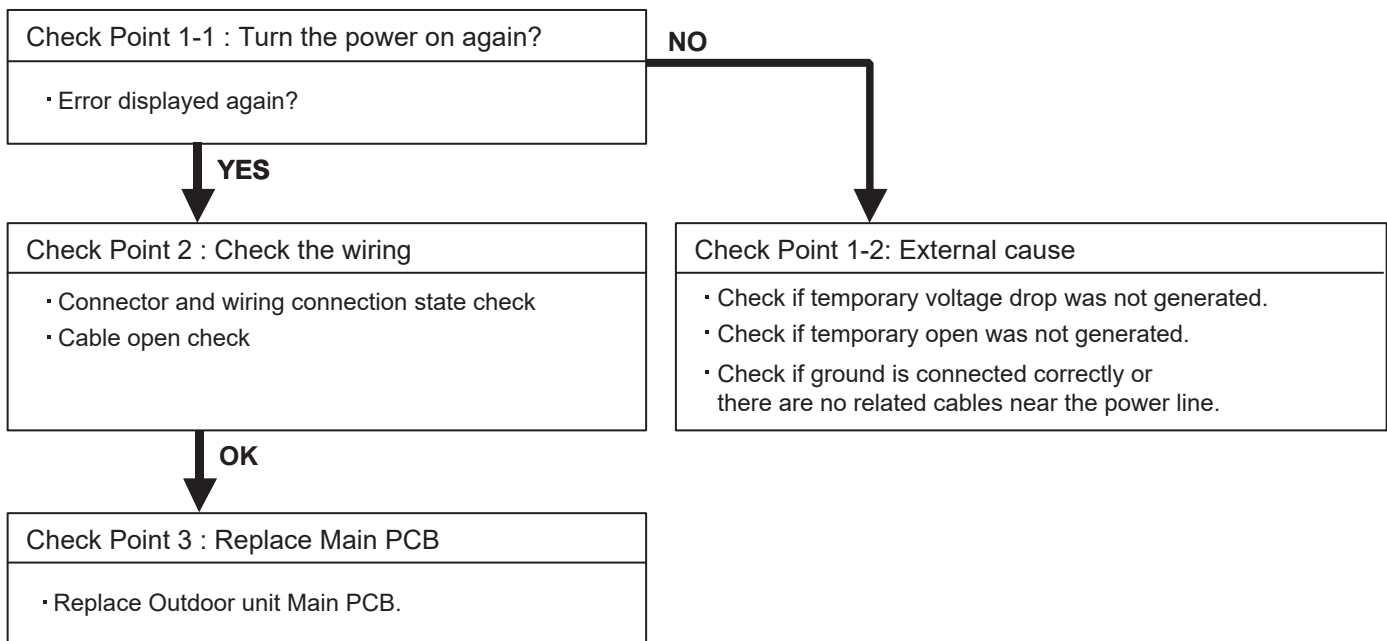 Check Point 1-1 : Turn the power on again?
· Error displayed again?
NO
YES
Check Point 2 : Check the wiring
· Connector and wiring connection state check
· Cable open check
Check Point 1-2: External cause
· Check if temporary voltage drop was not generated.
· Check if temporary open was not generated.
· Check if ground is connected correctly or
there are no related cables near the power line.
OK
Check Point 3 : Replace Main PCB
· Replace Outdoor unit Main PCB.